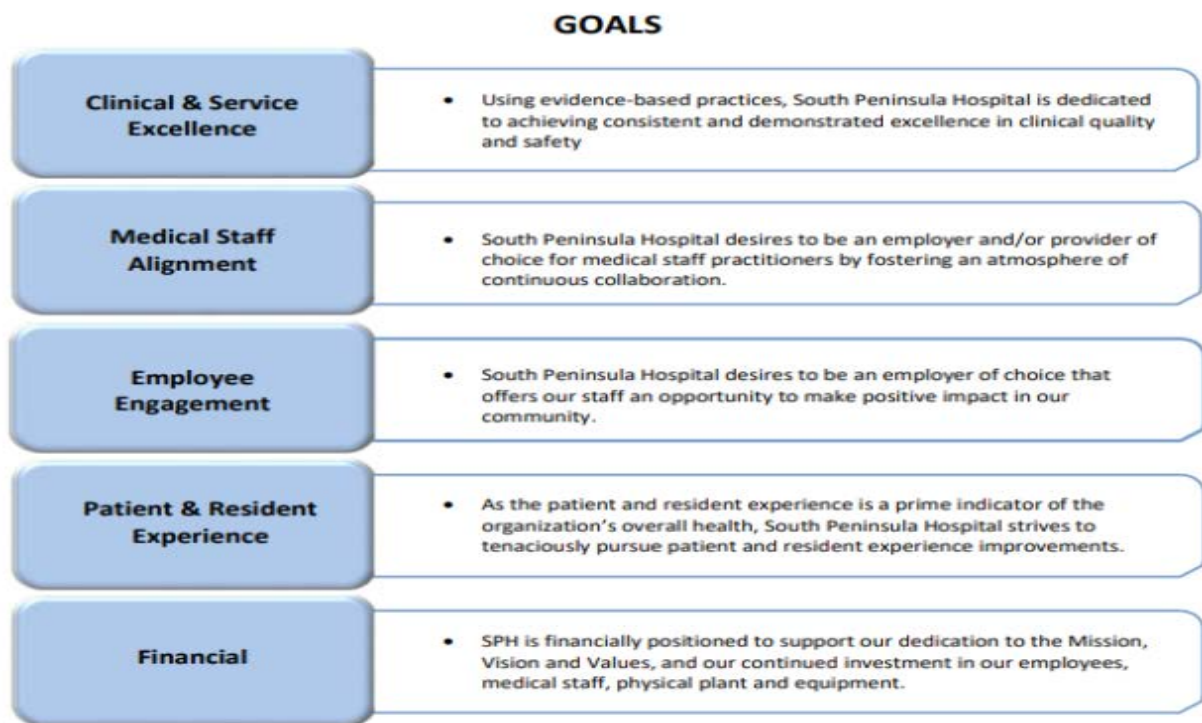 GOALS
Clinical & Service
Excellence
• Using evidence-based practices, South Peninsula Hospital is dedicated
to achieving consistent and demonstrated excellence in clinical quality
and safety
Medical Staff
Alignment
• South Peninsula Hospital desires to be an employer and/or provider of
choice for medical staff practitioners by fostering an atmosphere of
continuous collaboration.
Employee
Engagement
• South Peninsula Hospital desires to be an employer of choice that
offers our staff an opportunity to make positive impact in our
community.
Patient & Resident
Experience
• As the patient and resident experience is a prime indicator of the
organization's overall health, South Peninsula Hospital strives to
tenaciously pursue patient and resident experience improvements.
Financial
• SPH is financially positioned to support our dedication to the Mission,
Vision and Values, and our continued investment in our employees,
medical staff, physical plant and equipment.